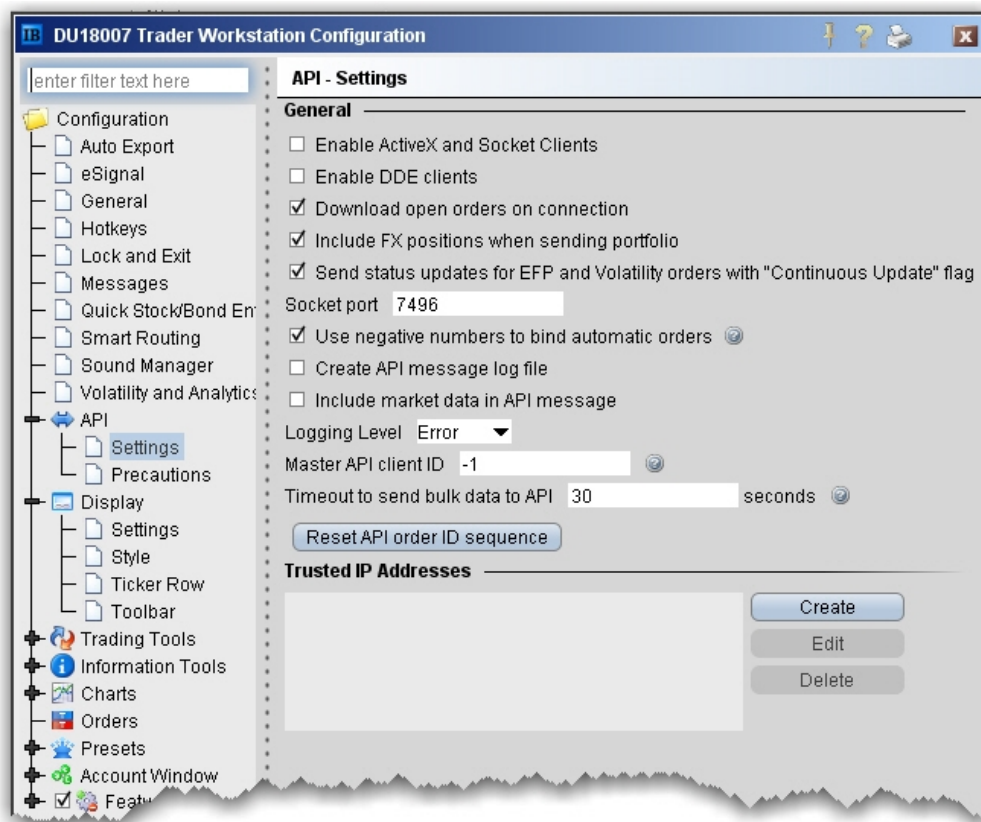 IB DU18007 Trader Workstation Configuration
enter filter text here
Configuration
Auto Export
eSignal
General
Hotkeys
Lock and Exit
Messages
Quick Stock/Bond En
Smart Routing
Sound Manager
Volatility and Analytics
API
Settings
Precautions
Display
Settings
Style
Ticker Row
Toolbar
Trading Tools
Information Tools
Charts
Orders
Presets
Account Window
Featu
API - Settings
General
Enable ActiveX and Socket Clients
Enable DDE clients
Download open orders on connection
Include FX positions when sending portfolio
Send status updates for EFP and Volatility orders with "Continuous Update" flag
Socket port 7496
Use negative numbers to bind automatic orders ?
Create API message log file
Include market data in API message
Logging Level Error
Master API client ID -1 ?
Timeout to send bulk data to API 30 seconds ?
Reset API order ID sequence
Trusted IP Addresses
Create
Edit
Delete